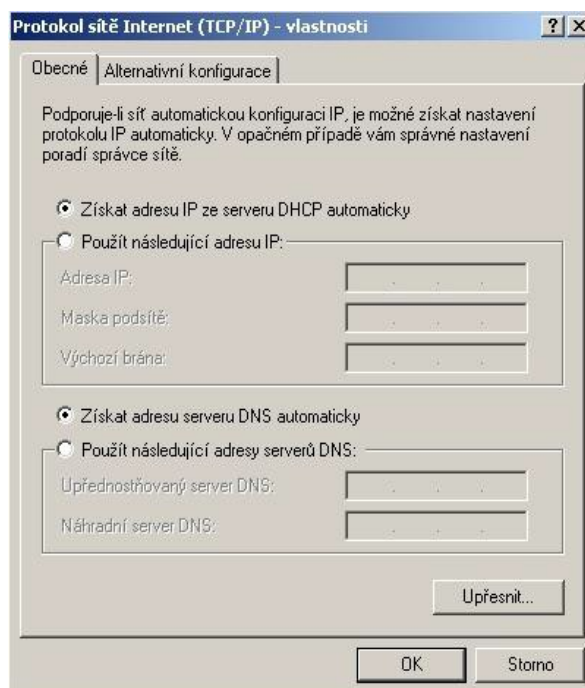 Protokol sítě Internet (TCP/IP) - vlastnosti
Obecné
Alternativní konfigurace
Podporuje-li síť automatickou konfiguraci IP, je možné získat nastavení
protokolu IP automaticky. V opačném případě vám správné nastavení
poradí správce sítě.
Získat adresu IP ze serveru DHCP automaticky
Použít následující adresu IP:
Adresa IP:
Maska podsítě:
Výchozí brána:
Získat adresu serveru DNS automaticky
Použít následující adresy serverů DNS:
Upřednostňovaný server DNS:
Náhradní server DNS:
Upřesnit...
OK
Storno